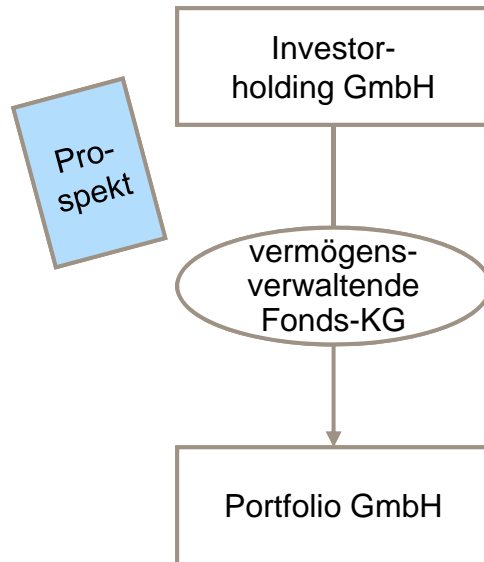 Investor-
holding GmbH
Pro-
spekt
vermögens-
verwaltende
Fonds-KG
Portfolio GmbH